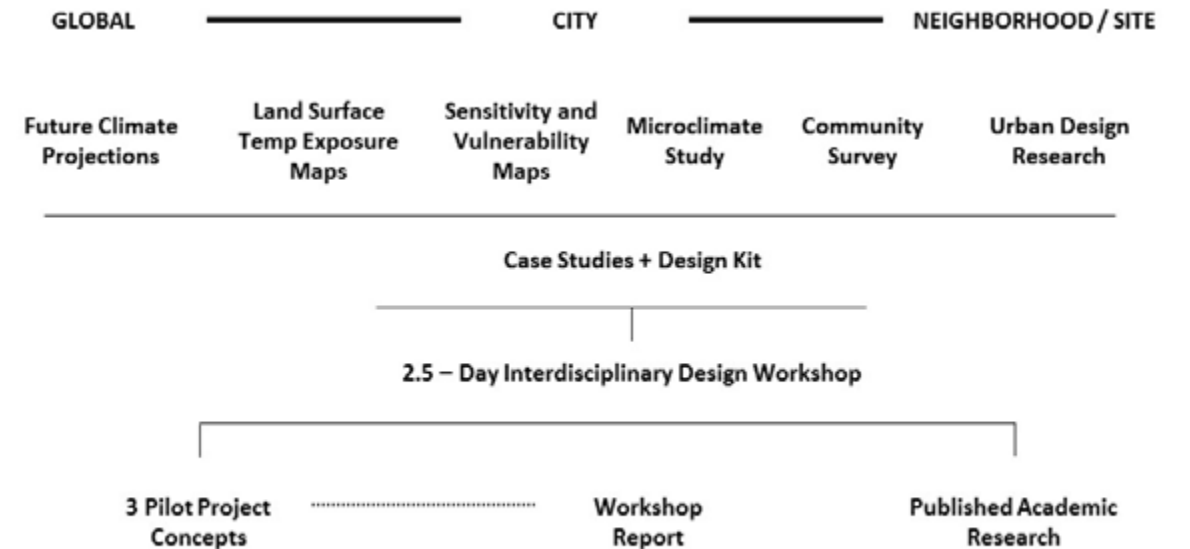 GLOBAL CITY NEIGHBORHOOD / SITE
Future Climate
Projections
Land Surface
Temp Exposure
Maps
Sensitivity and
Vulnerability
Maps
Microclimate
Study
Community
Survey
Urban Design
Research
Case Studies + Design Kit
2.5 – Day Interdisciplinary Design Workshop
3 Pilot Project
Concepts
Workshop
Report
Published Academic
Research